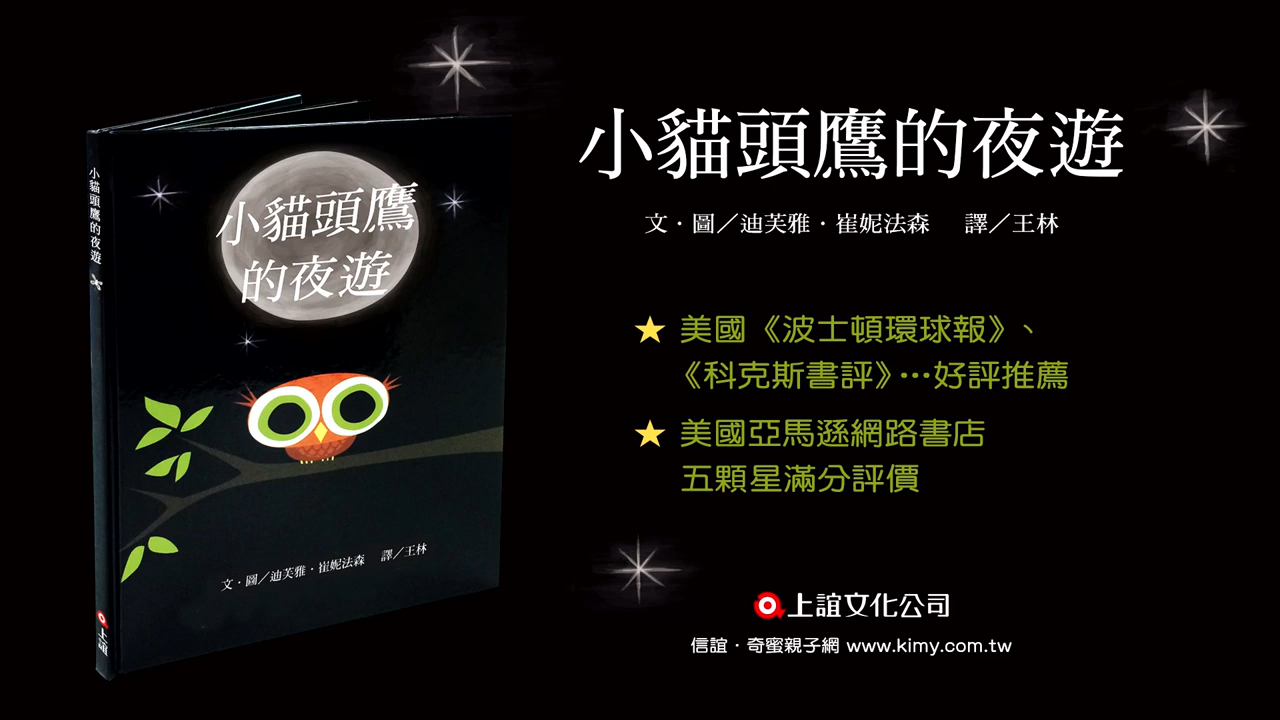 小貓頭鷹的夜遊
上誼
小貓頭鷹
的夜遊
文・圖／迪芙雅・崔妮法森 譯／王林
小貓頭鷹的夜遊
文・圖／迪芙雅・崔妮法森 譯／王林
★ 美國《波士頓環球報》、
《科克斯書評》…好評推薦
★ 美國亞馬遜網路書店
五顆星滿分評價
上誼文化公司
信誼・奇蜜親子網 www.kimy.com.tw